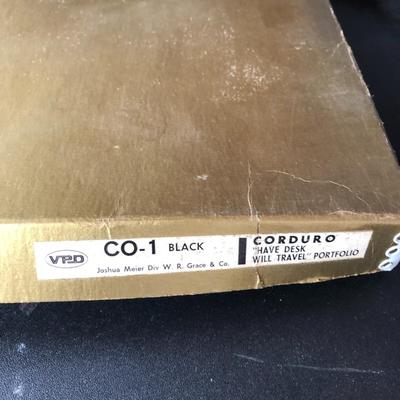 VPD
CO-1 BLACK
Joshua Meier Div W. R. Grace & Co.
CORDURO
"HAVE DESK
WILL TRAVEL" PORTFOLIO